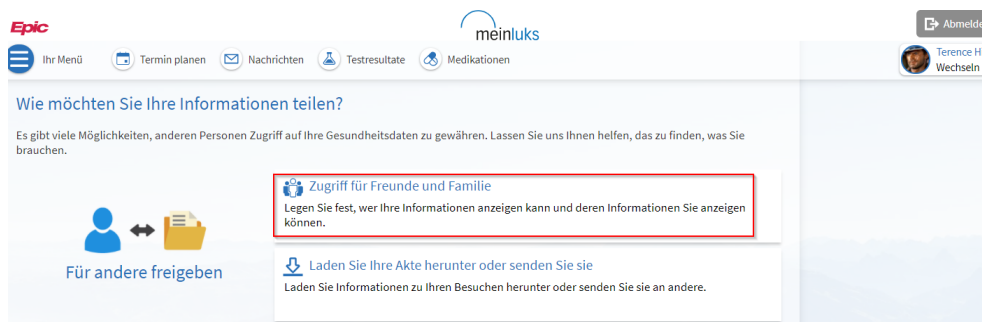 Epic
meinluks
Abmelde
Ihr Menü
Termin planen
Nachrichten
Testresultate
Medikationen
Terence H
Wechseln
Wie möchten Sie Ihre Informationen teilen?
Es gibt viele Möglichkeiten, anderen Personen Zugriff auf Ihre Gesundheitsdaten zu gewähren. Lassen Sie uns Ihnen helfen, das zu finden, was Sie
brauchen.
Zugriff für Freunde und Familie
Legen Sie fest, wer Ihre Informationen anzeigen kann und deren Informationen Sie anzeigen
können.
Für andere freigeben
Laden Sie Ihre Akte herunter oder senden Sie sie
Laden Sie Informationen zu Ihren Besuchen herunter oder senden Sie sie an andere.